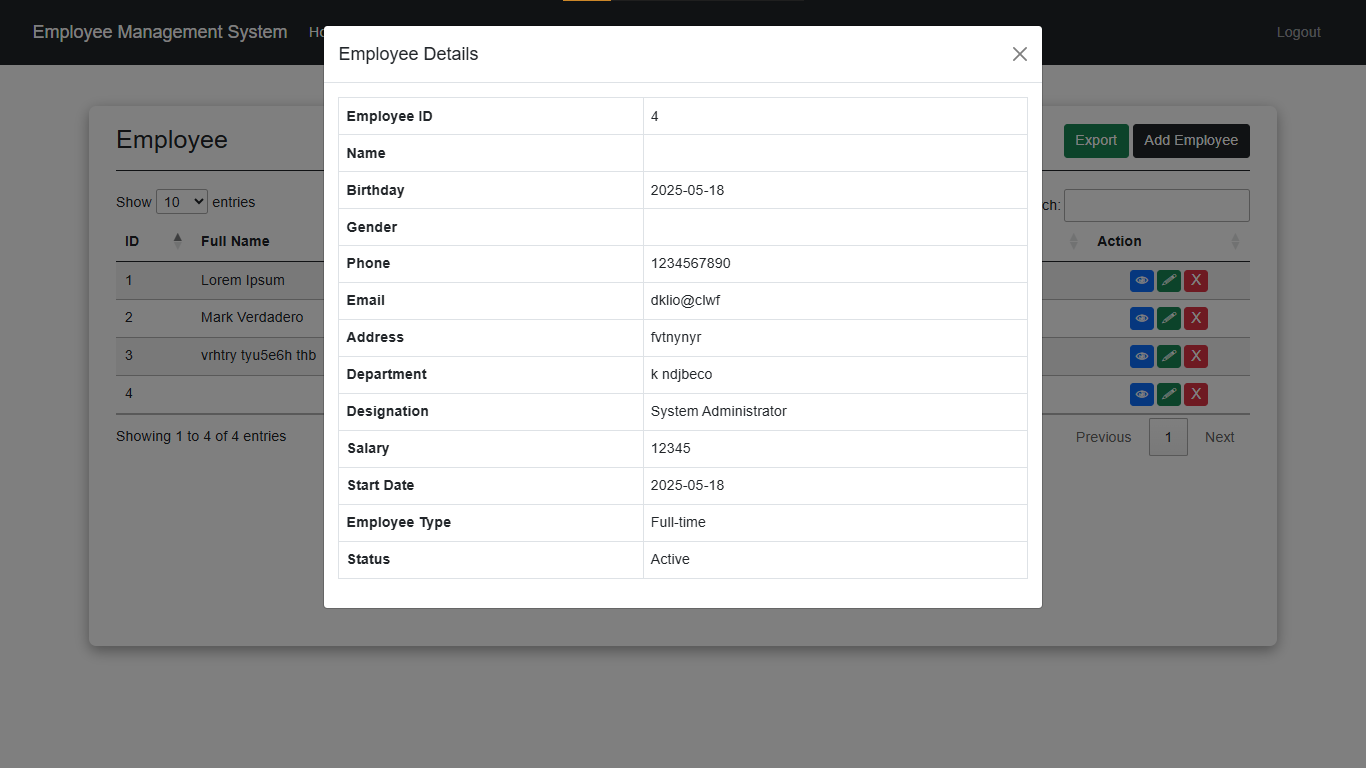 Employee Management System Ho Logout
Employee Details
Employee Export Add Employee
Employee ID 4
Name
Birthday 2025-05-18
Gender
Phone 1234567890
Email dklio@clwf
Address fvtnynyr
Department k ndjbeco
Designation System Administrator
Salary 12345
Start Date 2025-05-18
Employee Type Full-time
Status Active
Show 10 entries ch:
ID Full Name Action
1 Lorem Ipsum X
2 Mark Verdadero X
3 vrhtry tyu5e6h thb X
4 X
Showing 1 to 4 of 4 entries Previous 1 Next